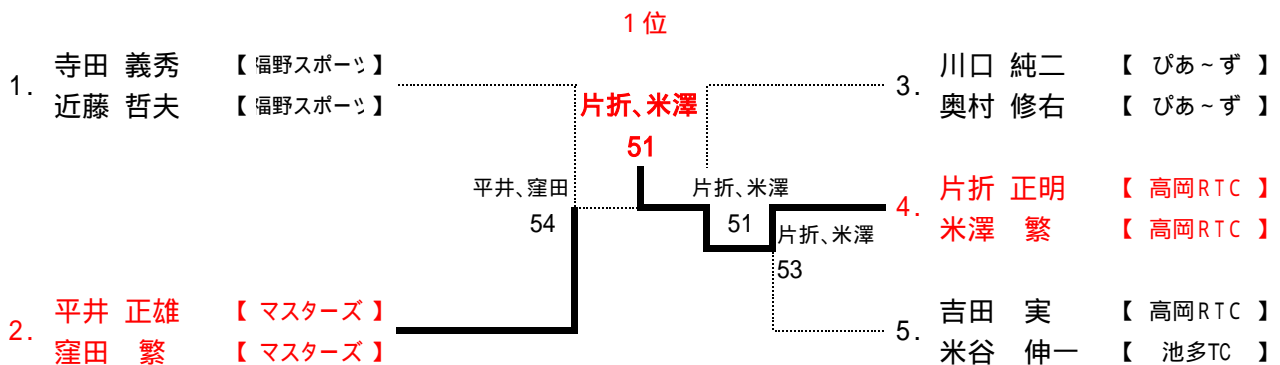 1位
1. 寺田 義秀 【福野スポーツ】
近藤 哲夫 【福野スポーツ】
2. 平井 正雄 【 マスターズ 】
窪田 繁 【 マスターズ 】
平井、窪田
54
片折、米澤
51
片折、米澤
51
片折、米澤
53
3. 川口 純二 【 ぴあ~ず 】
奥村 修右 【 ぴあ~ず 】
4. 片折 正明 【 高岡RTC 】
米澤 繁 【 高岡RTC 】
5. 吉田 実 【 高岡RTC 】
米谷 伸一 【 池多TC 】